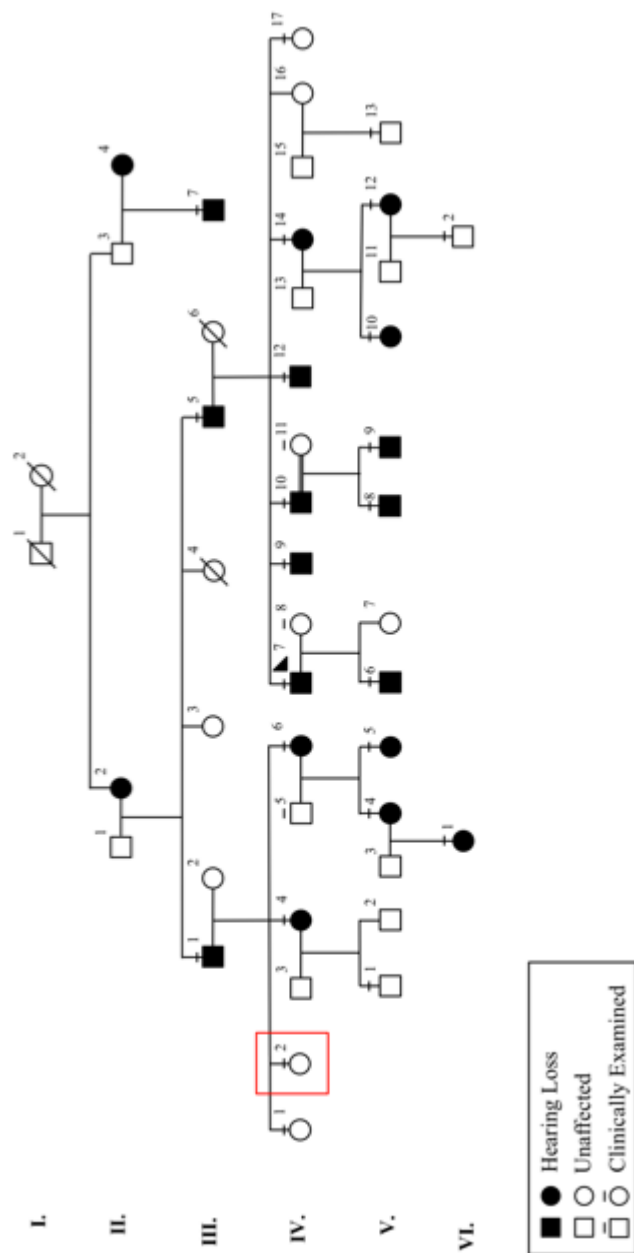 I. 1 2
II. 1 2 3 4
III. 1 2 3 4 5 6 7
IV. 1 2 3 4 5 6 7 8 9 10 11 12 13 14 15 16 17
V. 1 2 3 4 5 6 7 8 9 10 11 12 13
VI. 1 2
Hearing Loss
Unaffected
Clinically Examined